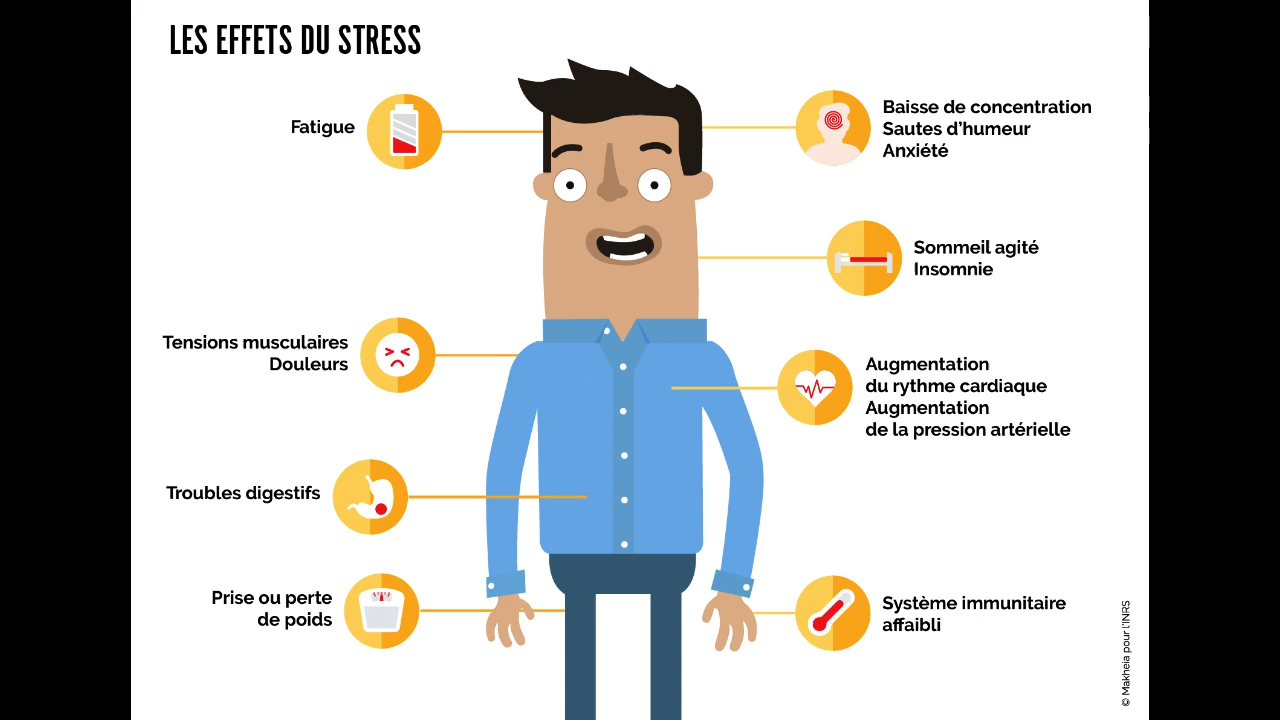 LES EFFETS DU STRESS
Fatigue
Baisse de concentration
Sautes d’humeur
Anxiété
Sommeil agité
Insomnie
Tensions musculaires
Douleurs
Augmentation
du rythme cardiaque
Augmentation
de la pression artérielle
Troubles digestifs
Prise ou perte
de poids
Système immunitaire
affaibli
© Makheia pour l’INRS